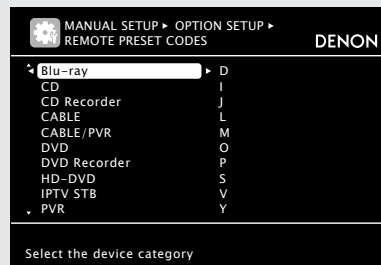 MANUAL SETUP ▸ OPTION SETUP ▸
REMOTE PRESET CODES
DENON
Blu-ray ▸ D
CD I
CD Recorder J
CABLE L
CABLE/PVR M
DVD O
DVD Recorder P
HD-DVD S
IPTV STB V
PVR Y
Select the device category